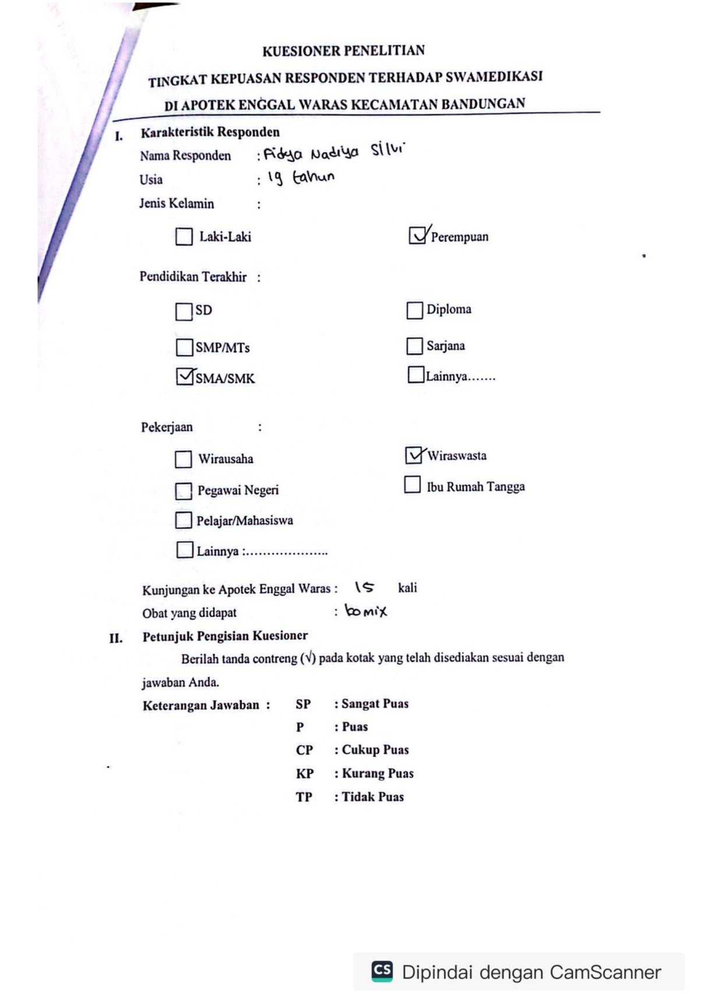 KUESIONER PENELITIAN
TINGKAT KEPUASAN RESPONDEN TERHADAP SWAMEDIKASI
DI APOTEK ENGGAL WARAS KECAMATAN BANDUNGAN
I. Karakteristik Responden
Nama Responden : Nadiya Silvi
Usia : 19 tahun
Jenis Kelamin :
☐ Laki-Laki ☑ Perempuan
Pendidikan Terakhir :
☐ SD ☐ Diploma
☐ SMP/MTs ☐ Sarjana
☑ SMA/SMK ☐ Lainnya.......
Pekerjaan :
☐ Wirausaha ☑ Wiraswasta
☐ Pegawai Negeri ☐ Ibu Rumah Tangga
☐ Pelajar/Mahasiswa
☐ Lainnya :....................
Kunjungan ke Apotek Enggal Waras : 15 kali
Obat yang didapat : bomix
II. Petunjuk Pengisian Kuesioner
Berilah tanda contreng (√) pada kotak yang telah disediakan sesuai dengan
jawaban Anda.
Keterangan Jawaban : SP : Sangat Puas
P : Puas
CP : Cukup Puas
KP : Kurang Puas
TP : Tidak Puas
CS Dipindai dengan CamScanner